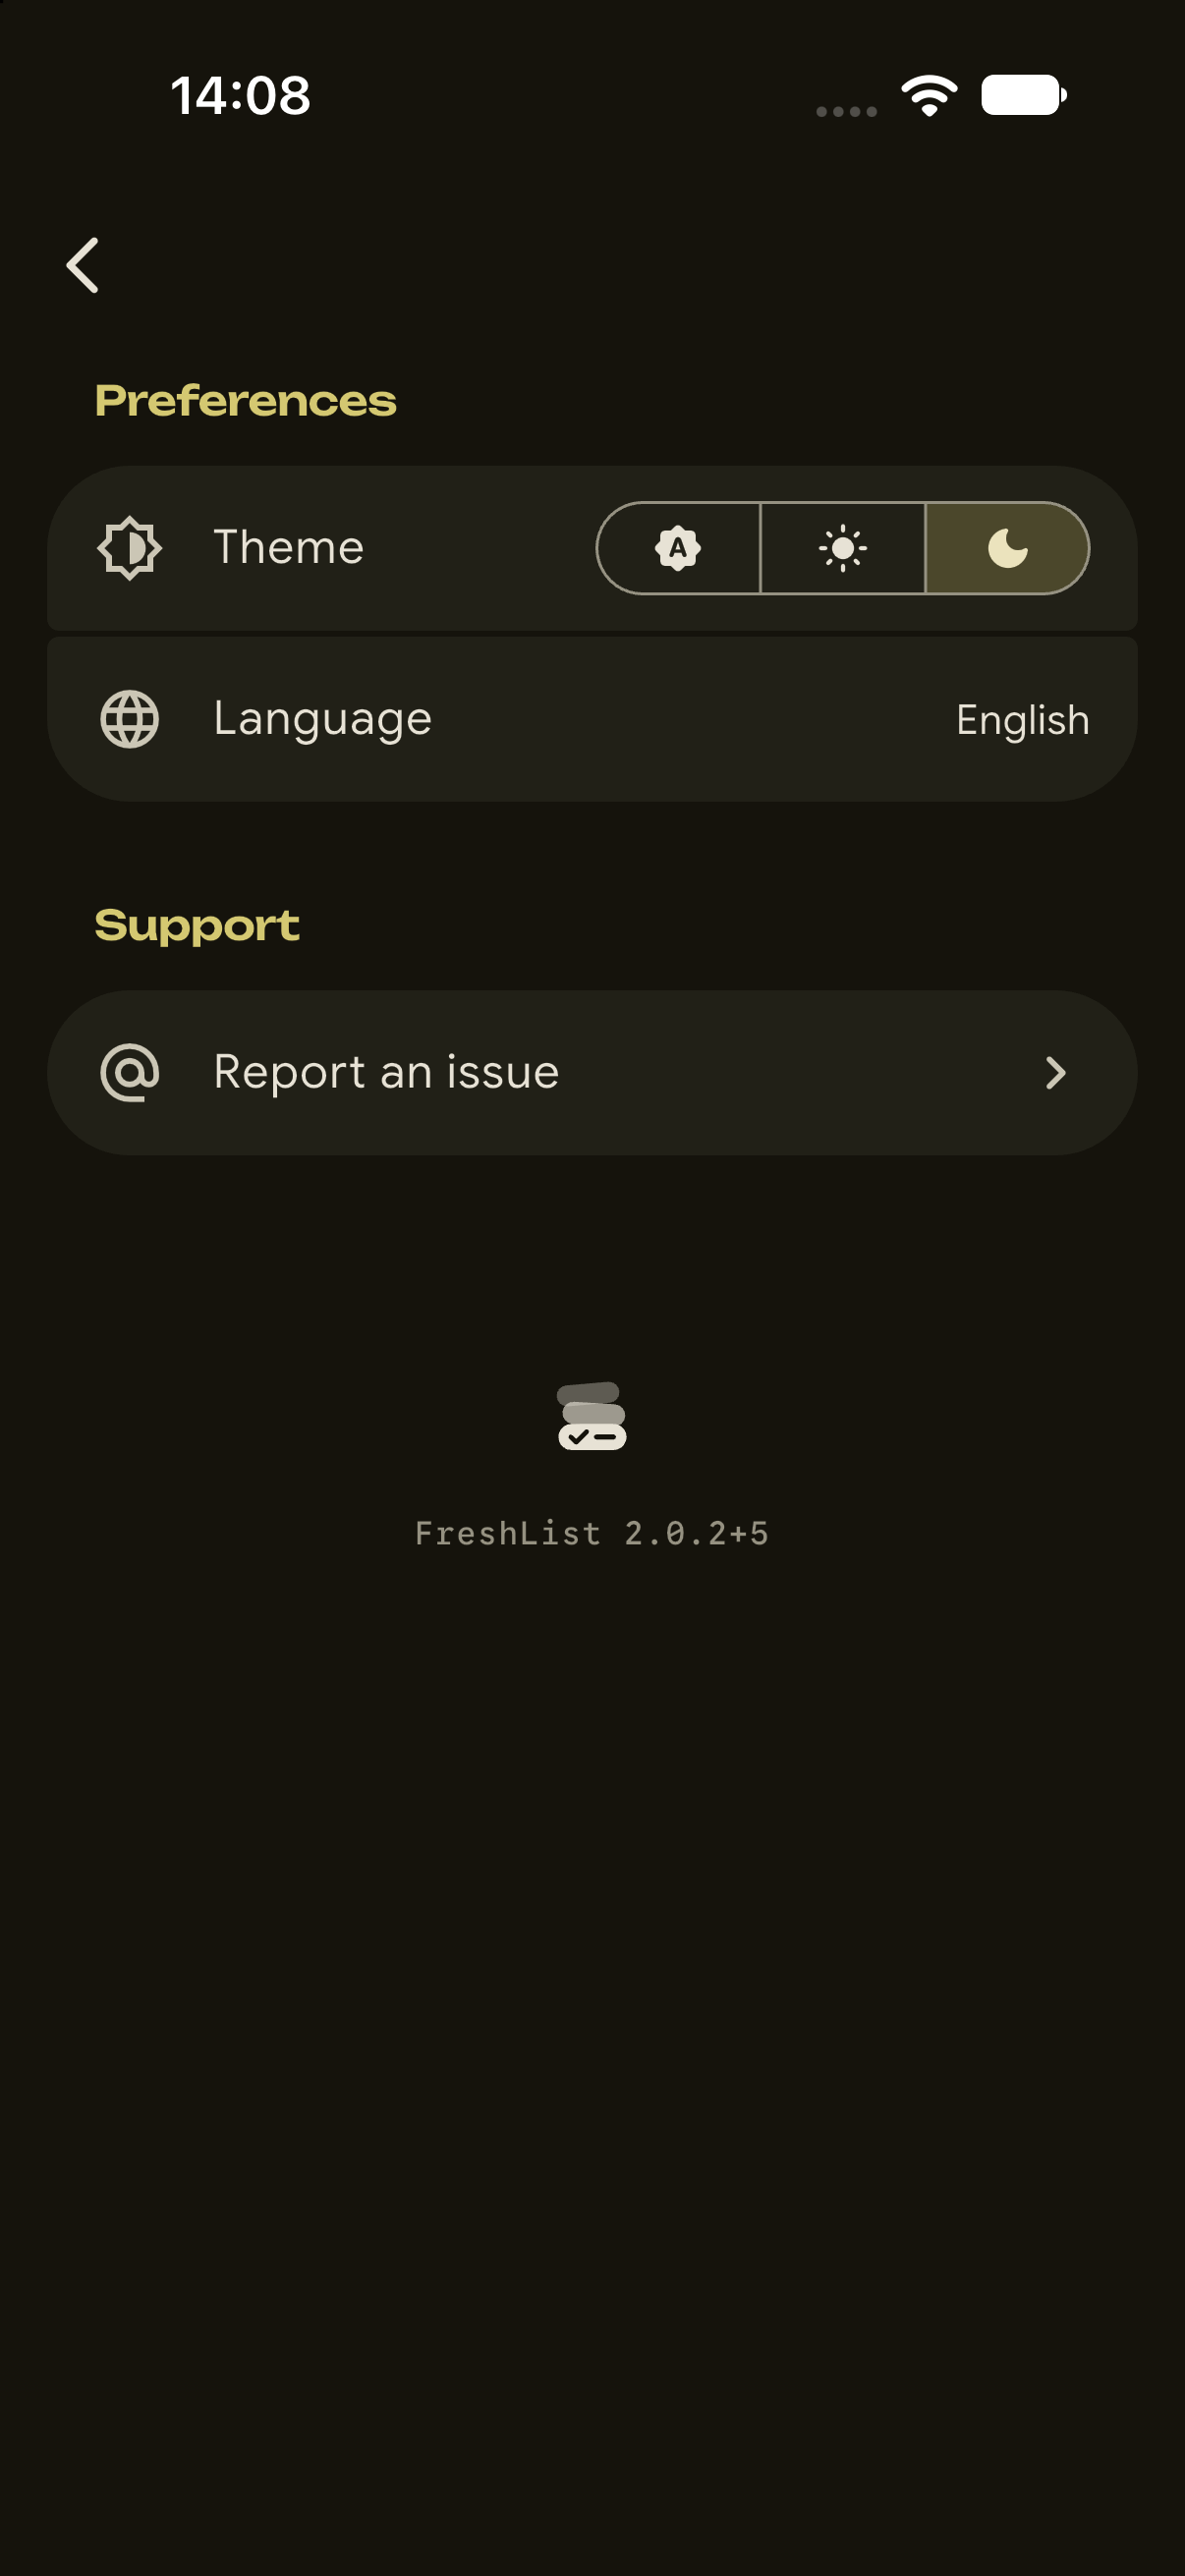 14:08
Preferences
Theme
A
Language
English
Support
Report an issue
FreshList 2.0.2+5